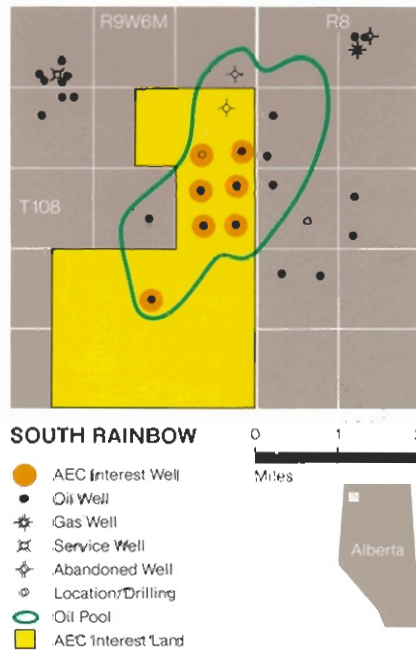 R9W6M R8
T108
SOUTH RAINBOW
0 1
Miles
AEC Interest Well
Oil Well
Gas Well
Service Well
Abandoned Well
Location/Drilling
Oil Pool
AEC Interest Land
Alberta